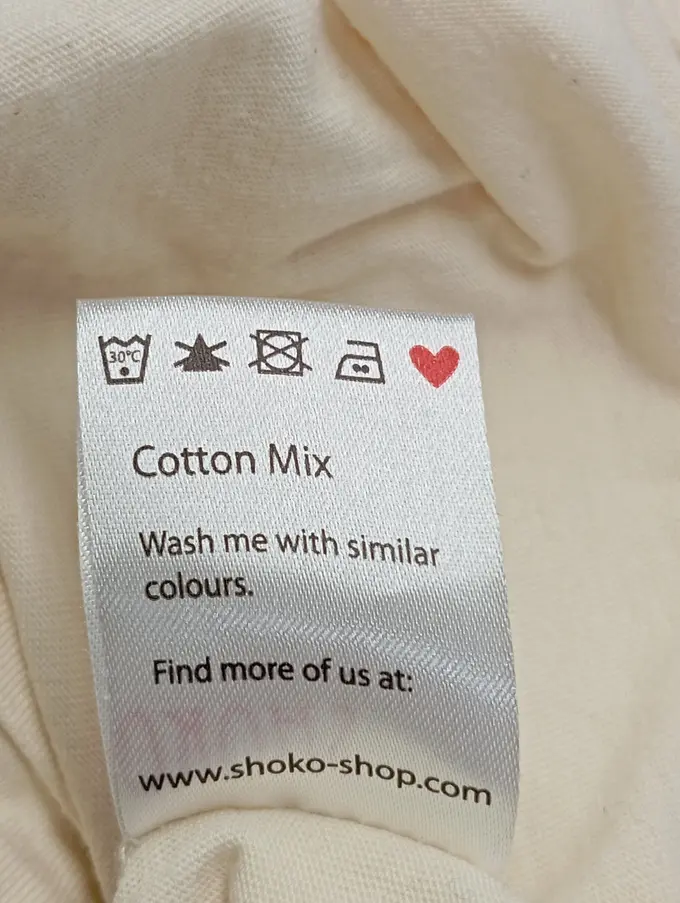 30°C
Cotton Mix
Wash me with similar
colours.
Find more of us at:
www.shoko-shop.com